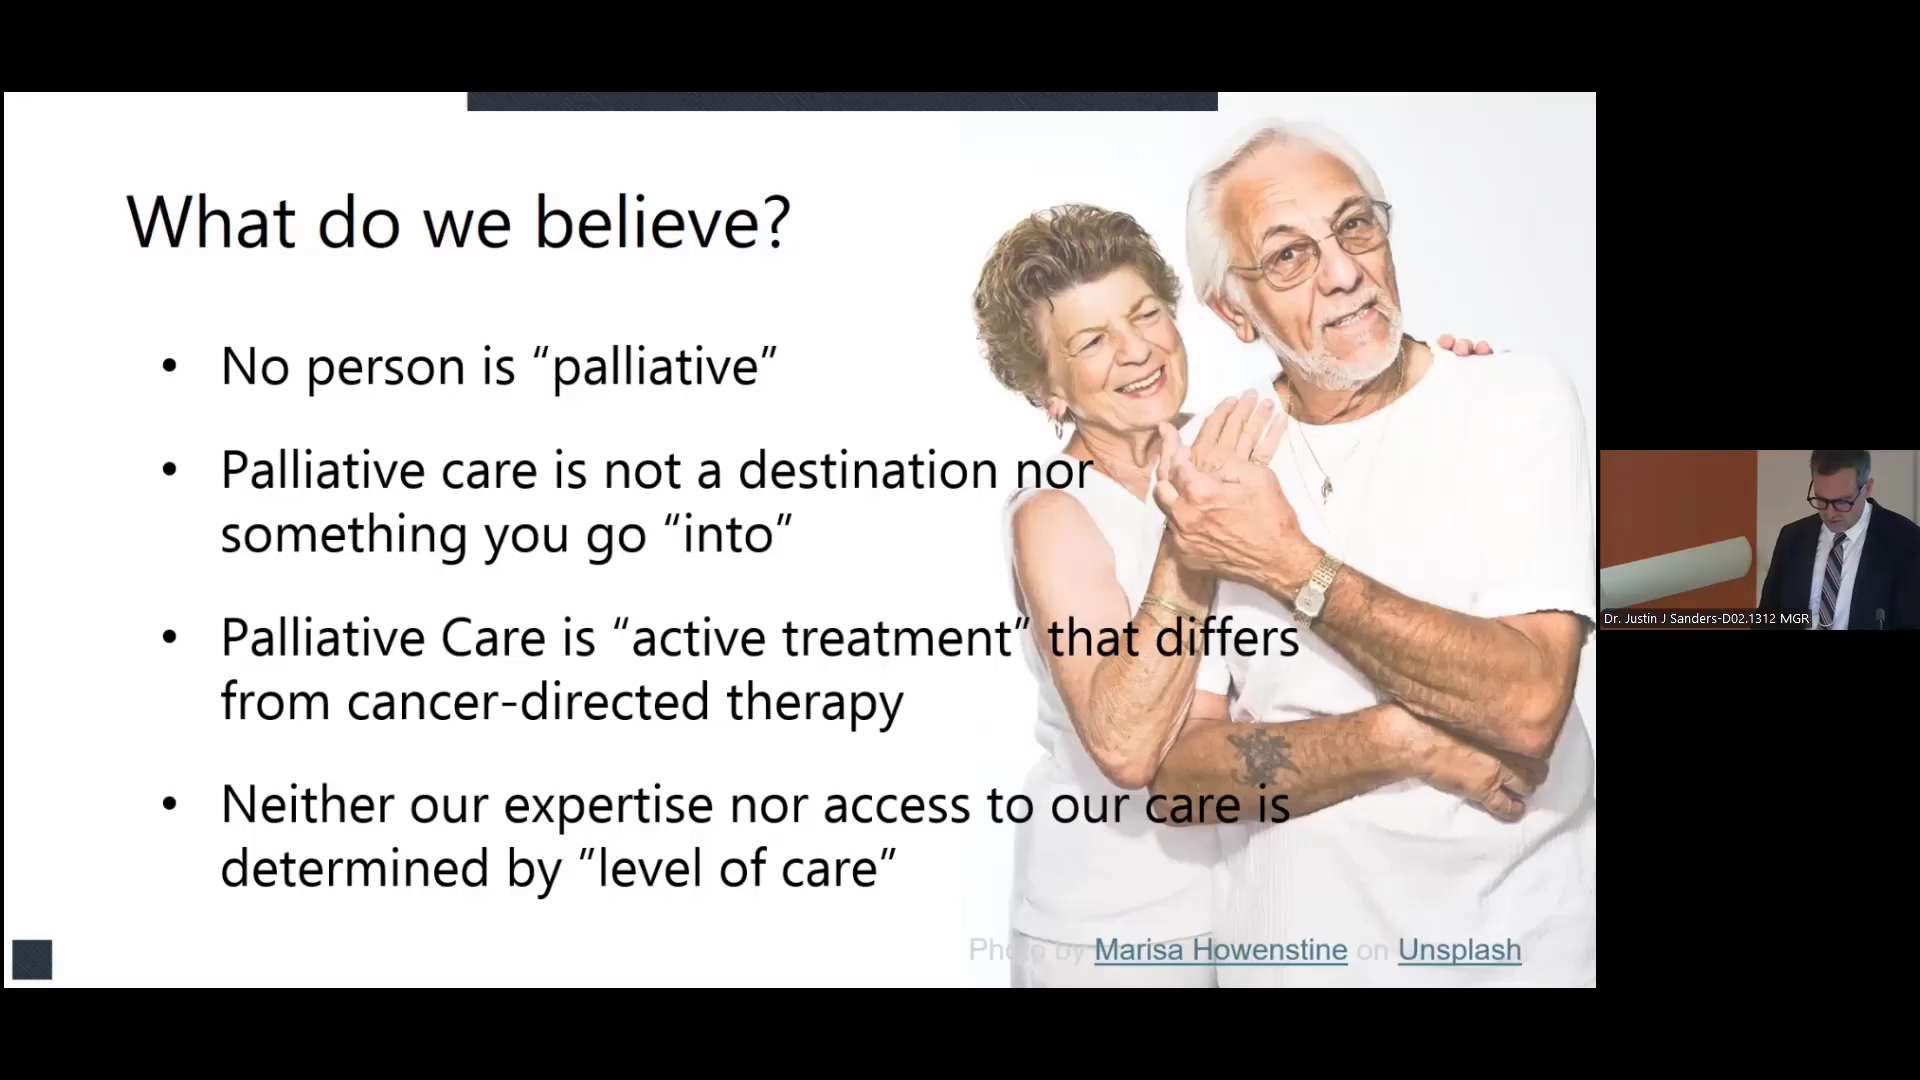 What do we believe?
• No person is “palliative”
• Palliative care is not a destination nor
something you go “into”
• Palliative Care is “active treatment” that differs
from cancer-directed therapy
• Neither our expertise nor access to our care is
determined by ”level of care”
Photo by Marisa Howenstine on Unsplash
Dr. Justin J Sanders-D02.1312 MGR